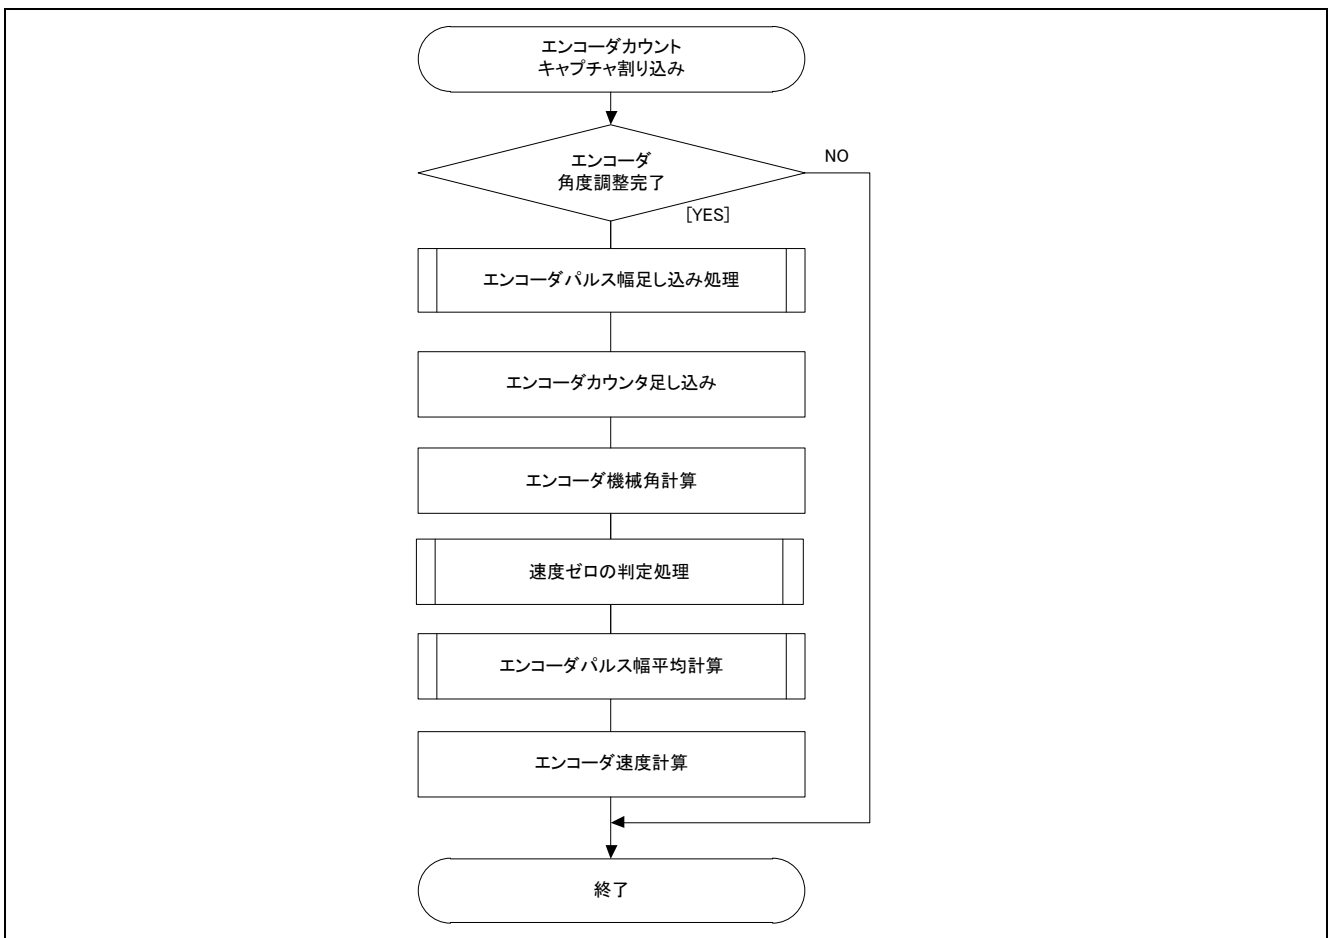 エンコーダカウント
キャプチャ割り込み
エンコーダ
角度調整完了
NO
[YES]
エンコーダパルス幅足し込み処理
エンコーダカウンタ足し込み
エンコーダ機械角計算
速度ゼロの判定処理
エンコーダパルス幅平均計算
エンコーダ速度計算
終了